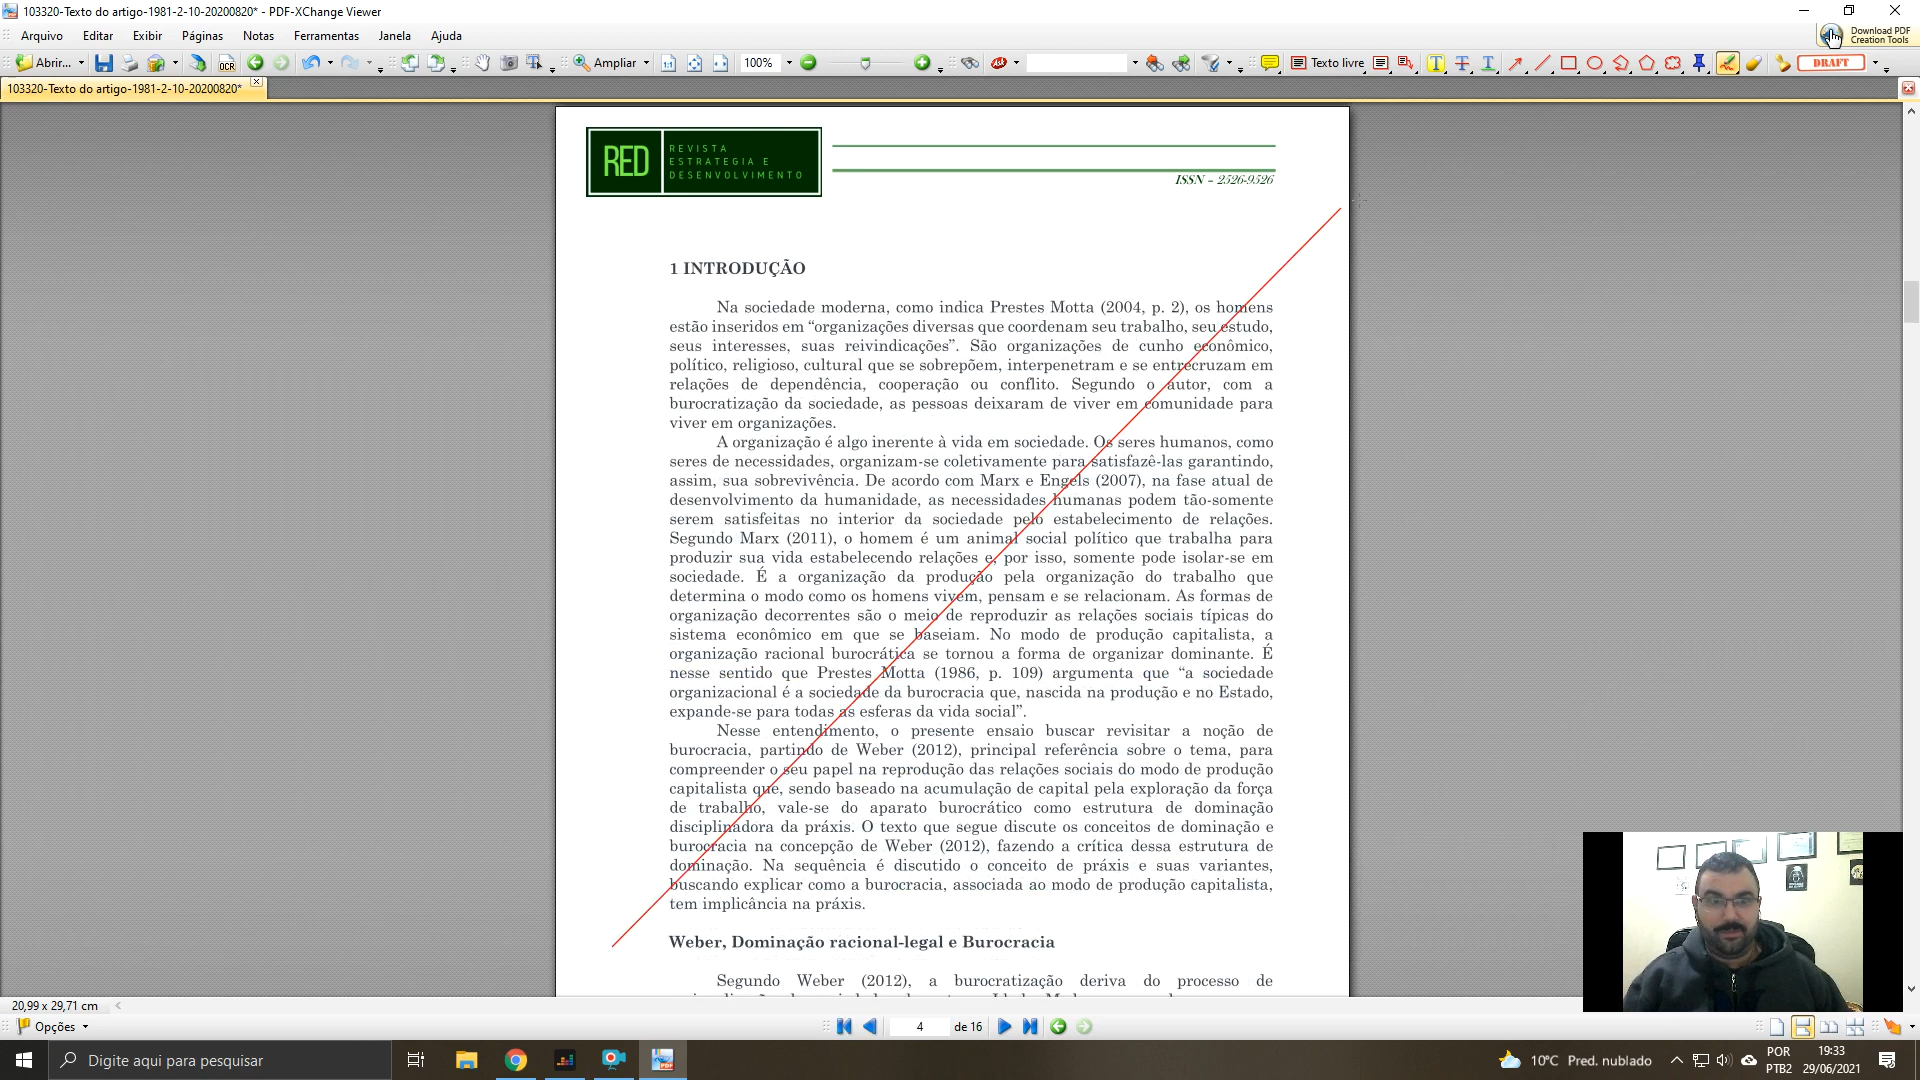 103320-Texto do artigo-1981-2-10-20200820* - PDF-XChange Viewer
Arquivo Editar Exibir Páginas Notas Ferramentas Janela Ajuda
Download PDF
Creation Tools
Abrir... OCR Ampliar 1:1 100% Texto livre DRAFT
103320-Texto do artigo-1981-2-10-20200820*
RED
REVISTA
ESTRATEGIA E
DESENVOLVIMENTO
ISSN – 2526-9526
1 INTRODUÇÃO
Na sociedade moderna, como indica Prestes Motta (2004, p. 2), os homens
estão inseridos em “organizações diversas que coordenam seu trabalho, seu estudo,
seus interesses, suas reivindicações”. São organizações de cunho econômico,
político, religioso, cultural que se sobrepõem, interpenetram e se entrecruzam em
relações de dependência, cooperação ou conflito. Segundo o autor, com a
burocratização da sociedade, as pessoas deixaram de viver em comunidade para
viver em organizações.
A organização é algo inerente à vida em sociedade. Os seres humanos, como
seres de necessidades, organizam-se coletivamente para satisfazê-las garantindo,
assim, sua sobrevivência. De acordo com Marx e Engels (2007), na fase atual de
desenvolvimento da humanidade, as necessidades humanas podem tão-somente
serem satisfeitas no interior da sociedade pelo estabelecimento de relações.
Segundo Marx (2011), o homem é um animal social político que trabalha para
produzir sua vida estabelecendo relações e, por isso, somente pode isolar-se em
sociedade. É a organização da produção pela organização do trabalho que
determina o modo como os homens vivem, pensam e se relacionam. As formas de
organização decorrentes são o meio de reproduzir as relações sociais típicas do
sistema econômico em que se baseiam. No modo de produção capitalista, a
organização racional burocrática se tornou a forma de organizar dominante. É
nesse sentido que Prestes Motta (1986, p. 109) argumenta que “a sociedade
organizacional é a sociedade da burocracia que, nascida na produção e no Estado,
expande-se para todas as esferas da vida social”.
Nesse entendimento, o presente ensaio buscar revisitar a noção de
burocracia, partindo de Weber (2012), principal referência sobre o tema, para
compreender o seu papel na reprodução das relações sociais do modo de produção
capitalista que, sendo baseado na acumulação de capital pela exploração da força
de trabalho, vale-se do aparato burocrático como estrutura de dominação
disciplinadora da práxis. O texto que segue discute os conceitos de dominação e
burocracia na concepção de Weber (2012), fazendo a crítica dessa estrutura de
dominação. Na sequência é discutido o conceito de práxis e suas variantes,
buscando explicar como a burocracia, associada ao modo de produção capitalista,
tem implicância na práxis.
Weber, Dominação racional-legal e Burocracia
Segundo Weber (2012), a burocratização deriva do processo de
20,99 x 29,71 cm
Opções 4 de 16
Digite aqui para pesquisar
10°C Pred. nublado
POR
PTB2
19:33
29/06/2021